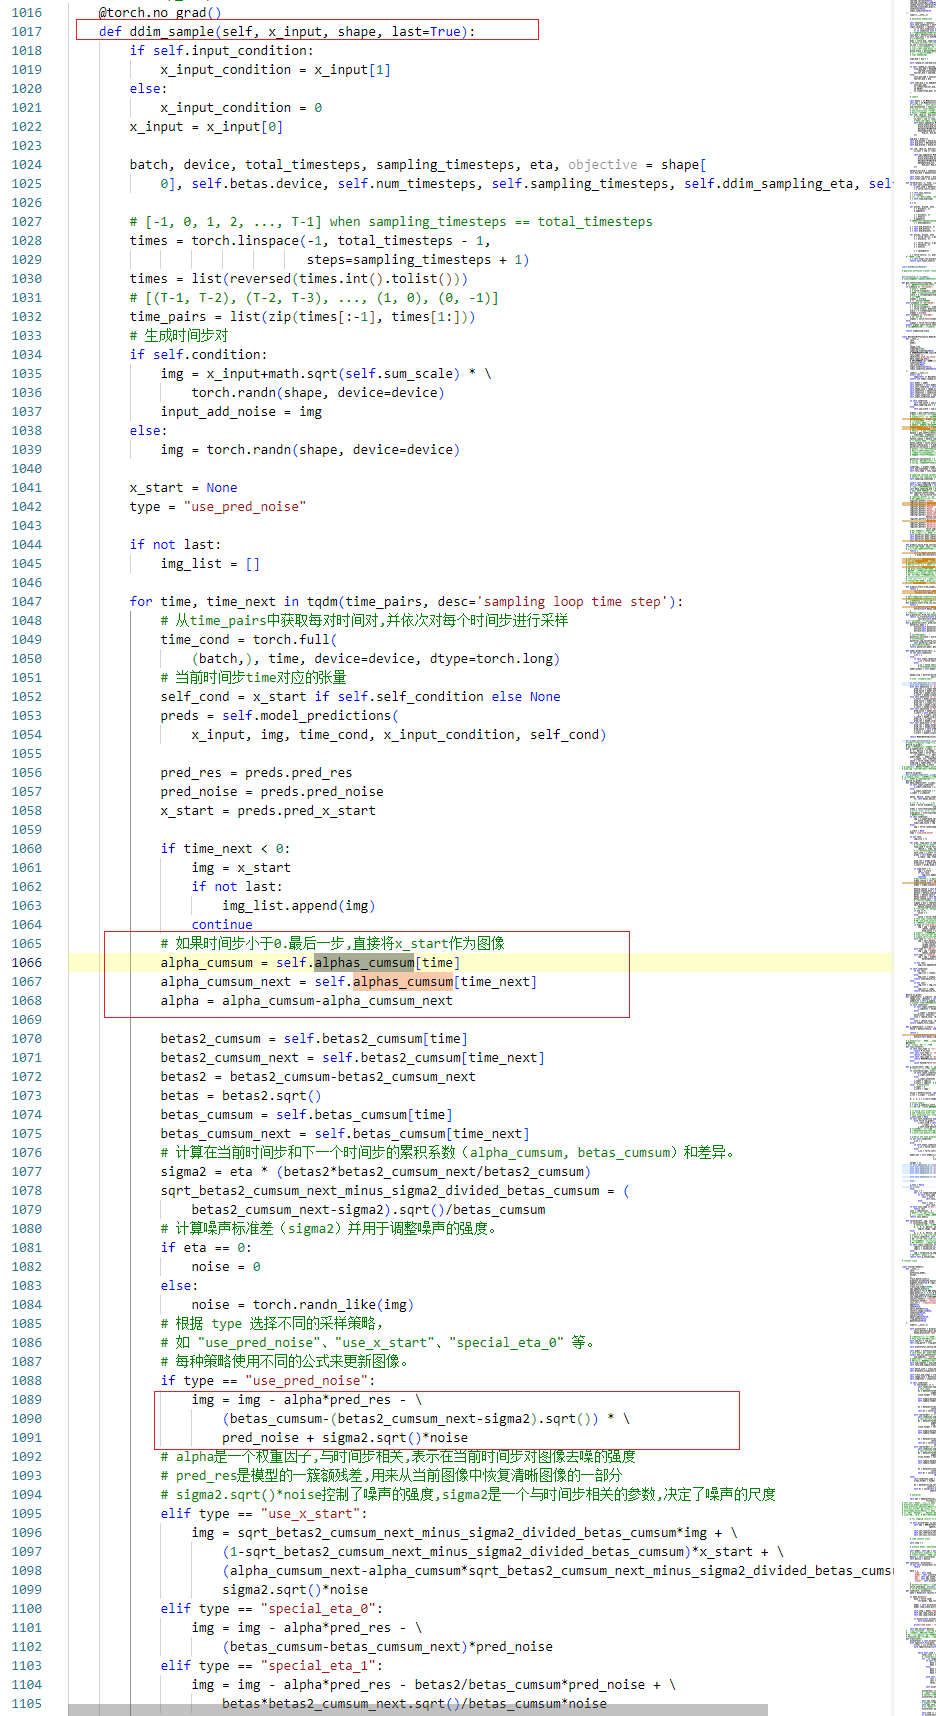 1016 @torch.no_grad()
1017 def ddim_sample(self, x_input, shape, last=True):
1018 if self.input_condition:
1019 x_input_condition = x_input[1]
1020 else:
1021 x_input_condition = 0
1022 x_input = x_input[0]
1023
1024 batch, device, total_timesteps, sampling_timesteps, eta, objective = shape[
1025 0], self.betas.device, self.num_timesteps, self.sampling_timesteps, self.ddim_sampling_eta, sel
1026
1027 # [-1, 0, 1, 2, ..., T-1] when sampling_timesteps == total_timesteps
1028 times = torch.linspace(-1, total_timesteps - 1,
1029 steps=sampling_timesteps + 1)
1030 times = list(reversed(times.int().tolist()))
1031 # [(T-1, T-2), (T-2, T-3), ..., (1, 0), (0, -1)]
1032 time_pairs = list(zip(times[:-1], times[1:]))
1033 # 生成时间步对
1034 if self.condition:
1035 img = x_input+math.sqrt(self.sum_scale) * \
1036 torch.randn(shape, device=device)
1037 input_add_noise = img
1038 else:
1039 img = torch.randn(shape, device=device)
1040
1041 x_start = None
1042 type = "use_pred_noise"
1043
1044 if not last:
1045 img_list = []
1046
1047 for time, time_next in tqdm(time_pairs, desc='sampling loop time step'):
1048 # 从time_pairs中获取每对时间对,并依次对每个时间步进行采样
1049 time_cond = torch.full(
1050 (batch,), time, device=device, dtype=torch.long)
1051 # 当前时间步time对应的张量
1052 self_cond = x_start if self.self_condition else None
1053 preds = self.model_predictions(
1054 x_input, img, time_cond, x_input_condition, self_cond)
1055
1056 pred_res = preds.pred_res
1057 pred_noise = preds.pred_noise
1058 x_start = preds.pred_x_start
1059
1060 if time_next < 0:
1061 img = x_start
1062 if not last:
1063 img_list.append(img)
1064 continue
1065 # 如果时间步小于0.最后一步,直接将x_start作为图像
1066 alpha_cumsum = self.alphas_cumsum[time]
1067 alpha_cumsum_next = self.alphas_cumsum[time_next]
1068 alpha = alpha_cumsum-alpha_cumsum_next
1069
1070 betas2_cumsum = self.betas2_cumsum[time]
1071 betas2_cumsum_next = self.betas2_cumsum[time_next]
1072 betas2 = betas2_cumsum-betas2_cumsum_next
1073 betas = betas2.sqrt()
1074 betas_cumsum = self.betas_cumsum[time]
1075 betas_cumsum_next = self.betas_cumsum[time_next]
1076 # 计算在当前时间步和下一个时间步的累积系数（alpha_cumsum, betas_cumsum）和差异。
1077 sigma2 = eta * (betas2*betas2_cumsum_next/betas2_cumsum)
1078 sqrt_betas2_cumsum_next_minus_sigma2_divided_betas_cumsum = (
1079 betas2_cumsum_next-sigma2).sqrt()/betas_cumsum
1080 # 计算噪声标准差（sigma2）并用于调整噪声的强度。
1081 if eta == 0:
1082 noise = 0
1083 else:
1084 noise = torch.randn_like(img)
1085 # 根据 type 选择不同的采样策略，
1086 # 如 "use_pred_noise"、"use_x_start"、"special_eta_0" 等。
1087 # 每种策略使用不同的公式来更新图像。
1088 if type == "use_pred_noise":
1089 img = img - alpha*pred_res - \
1090 (betas_cumsum-(betas2_cumsum_next-sigma2).sqrt()) * \
1091 pred_noise + sigma2.sqrt()*noise
1092 # alpha是一个权重因子,与时间步相关,表示在当前时间步对图像去噪的强度
1093 # pred_res是模型的一簇额残差,用来从当前图像中恢复清晰图像的一部分
1094 # sigma2.sqrt()*noise控制了噪声的强度,sigma2是一个与时间步相关的参数,决定了噪声的尺度
1095 elif type == "use_x_start":
1096 img = sqrt_betas2_cumsum_next_minus_sigma2_divided_betas_cumsum*img + \
1097 (1-sqrt_betas2_cumsum_next_minus_sigma2_divided_betas_cumsum)*x_start + \
1098 (alpha_cumsum_next-alpha_cumsum*sqrt_betas2_cumsum_next_minus_sigma2_divided_betas_cumsu
1099 sigma2.sqrt()*noise
1100 elif type == "special_eta_0":
1101 img = img - alpha*pred_res - \
1102 (betas_cumsum-betas_cumsum_next)*pred_noise
1103 elif type == "special_eta_1":
1104 img = img - alpha*pred_res - betas2/betas_cumsum*pred_noise + \
1105 betas*betas2_cumsum_next.sqrt()/betas_cumsum*noise